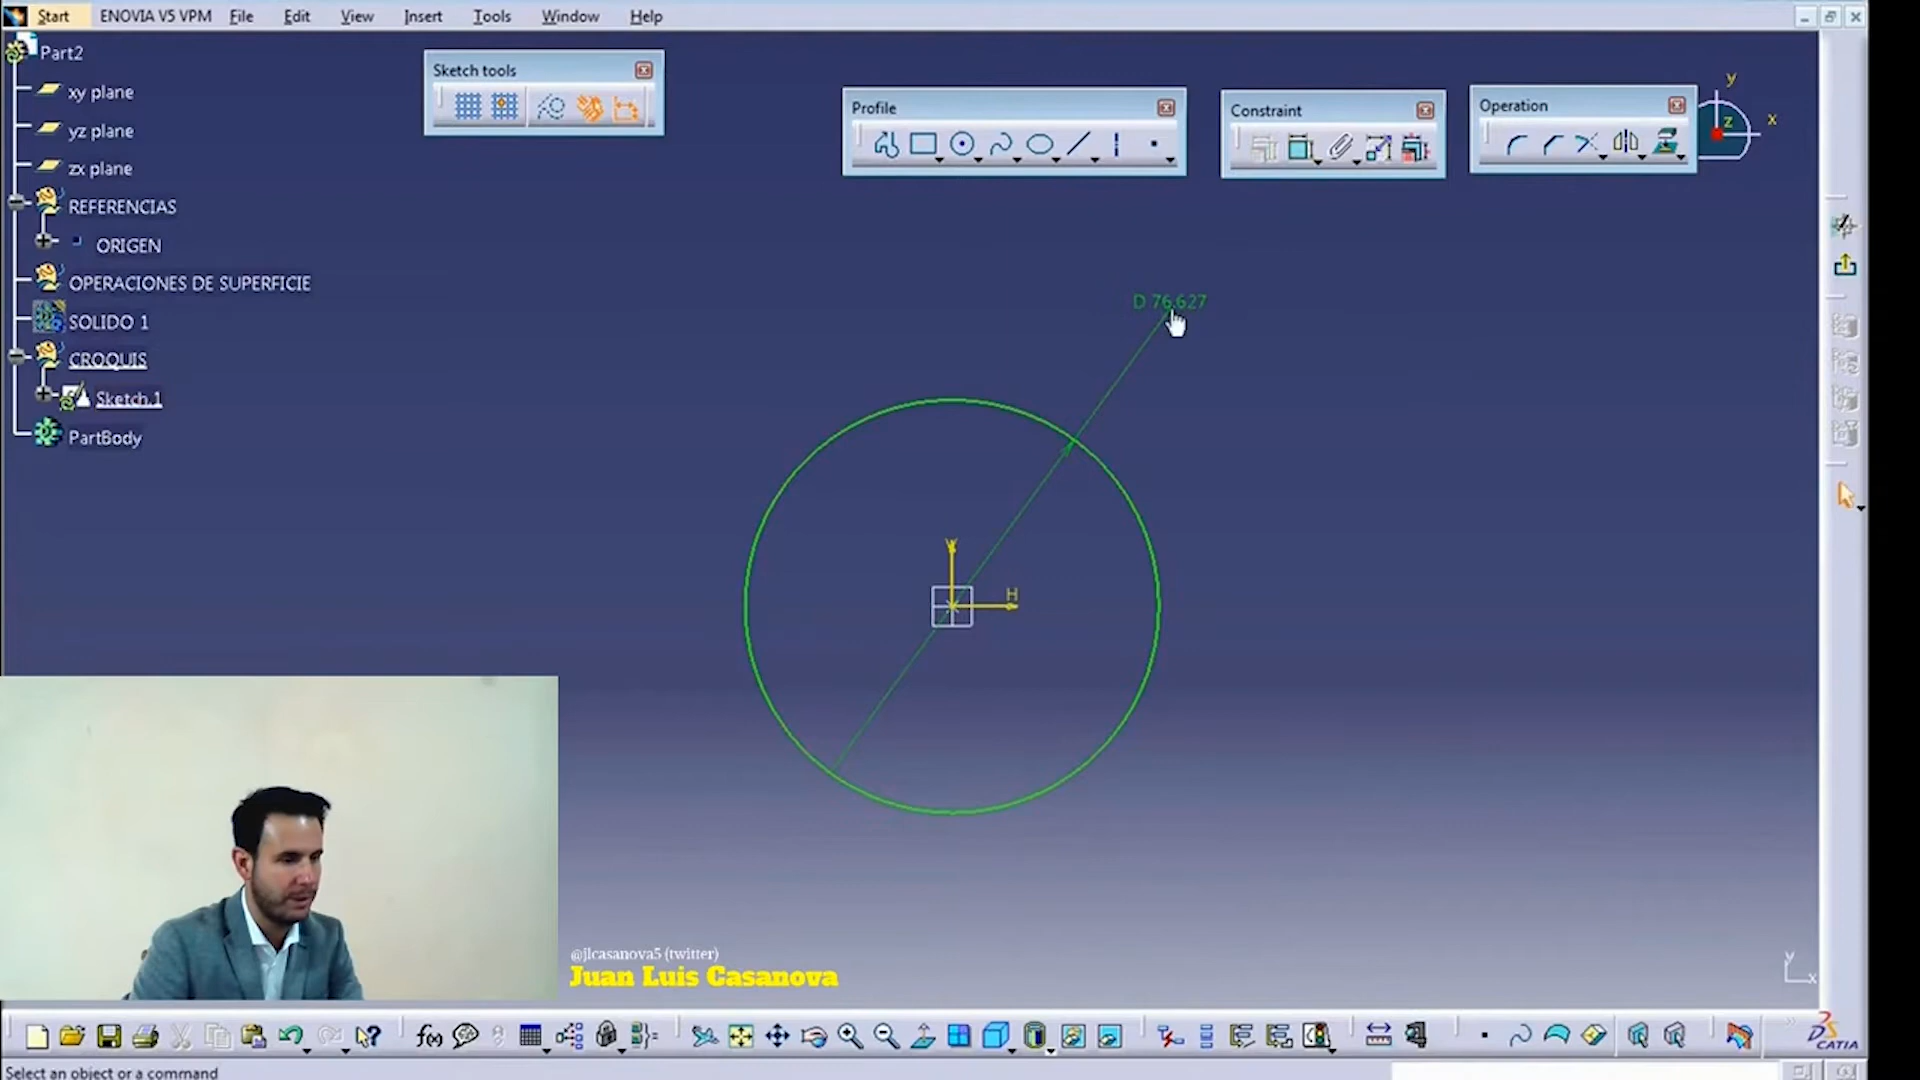 Start ENOVIA V5 VPM File Edit View Insert Tools Window Help
Part2
xy plane
yz plane
zx plane
REFERENCIAS
ORIGEN
OPERACIONES DE SUPERFICIE
SOLIDO 1
CROQUIS
Sketch.1
PartBody
Sketch tools
Profile
Constraint
Operation
y
x
z
D 76,627
V
H
@jlcasanova5 (twitter)
Juan Luis Casanova
y
x
f(x)
CATIA
Select an object or a command